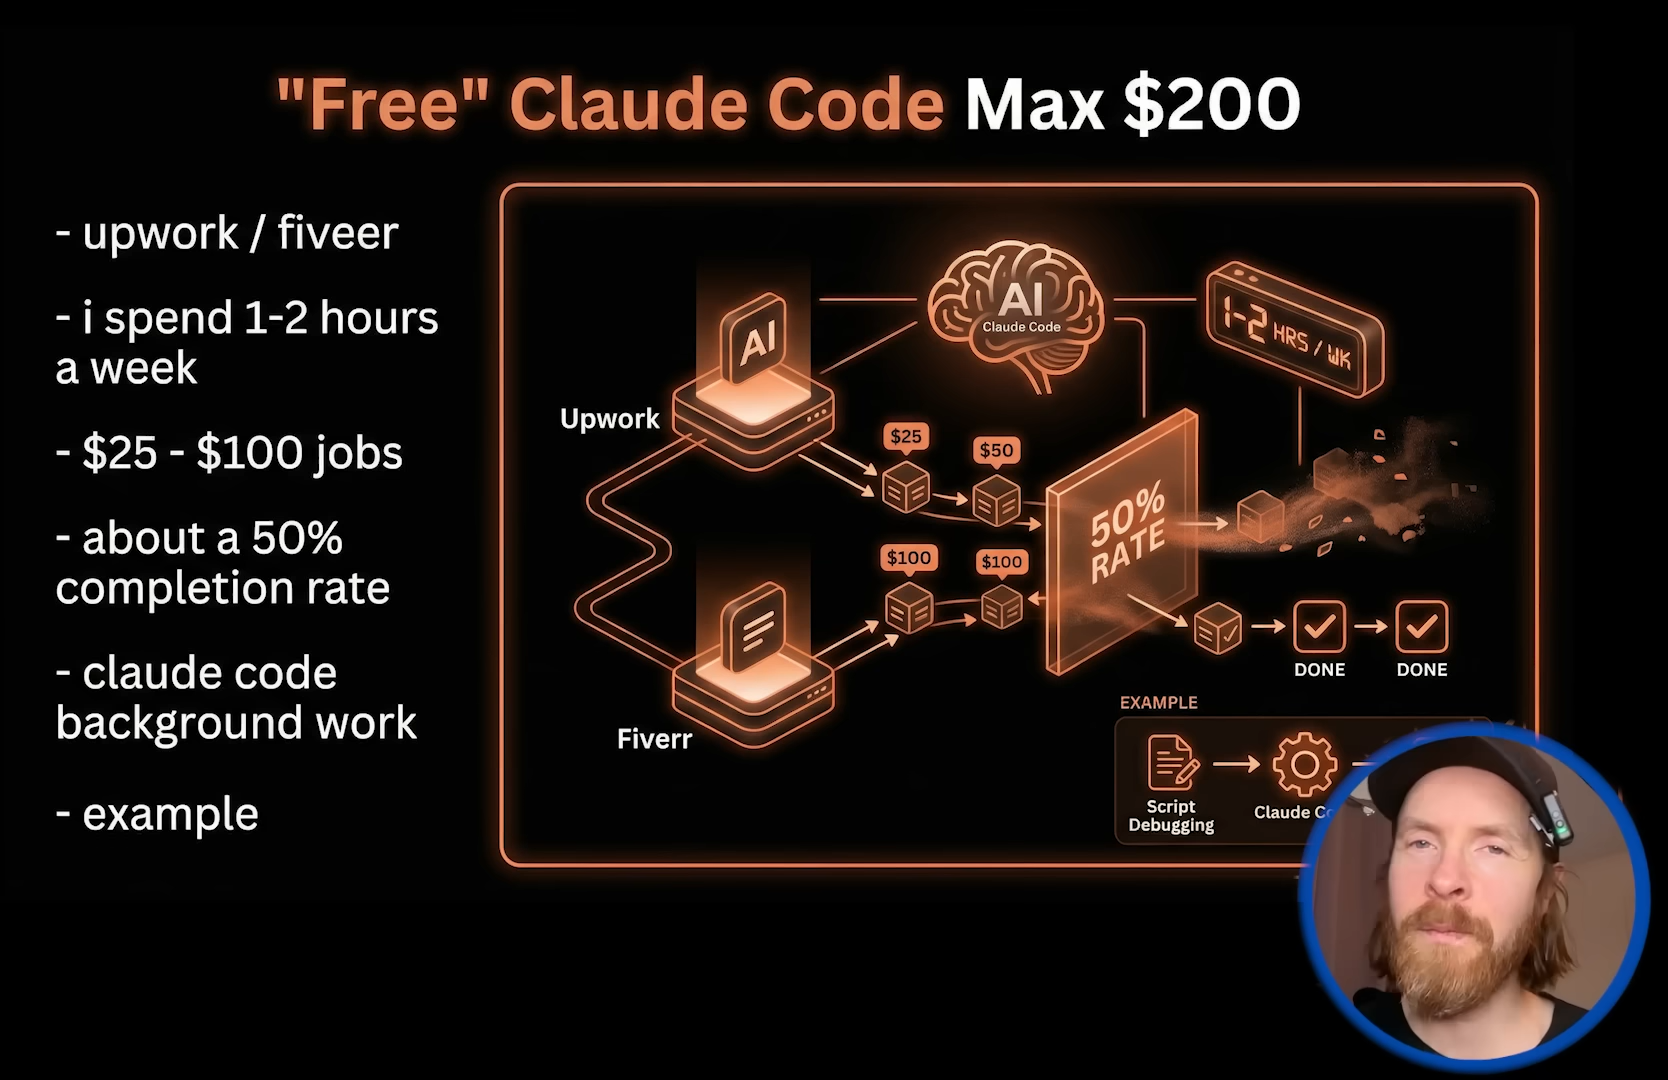 "Free" Claude Code Max $200
- upwork / fiveer
- i spend 1-2 hours
a week
- $25 - $100 jobs
- about a 50%
completion rate
- claude code
background work
- example
AI
Claude Code
1-2 HRS / WK
AI
Upwork
$25
$50
50%
RATE
$100
$100
Fiverr
DONE
DONE
EXAMPLE
Script
Debugging
Claude